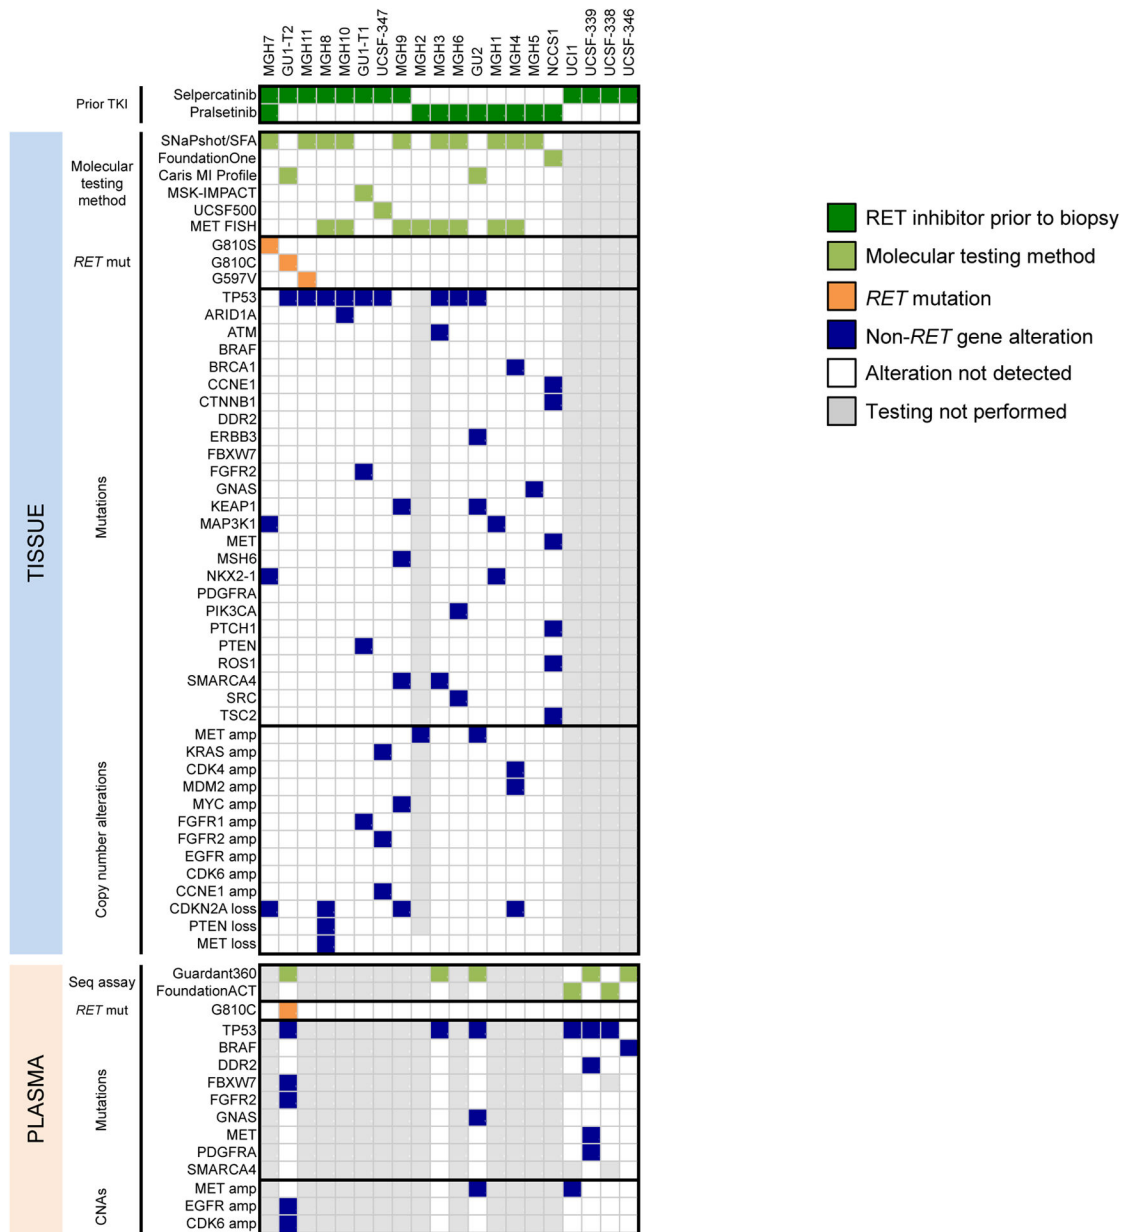 MGH7
GU1-T2
MGH11
MGH8
MGH10
GU1-T1
UCSF-347
MGH9
MGH2
MGH3
MGH6
GU2
MGH1
MGH4
MGH5
NCCS1
UCI1
UCSF-339
UCSF-338
UCSF-346
Prior TKI
Selpercatinib
Pralsetinib
TISSUE
Molecular
testing
method
SNaPshot/SFA
FoundationOne
Caris MI Profile
MSK-IMPACT
UCSF500
MET FISH
RET mut
G810S
G810C
G597V
Mutations
TP53
ARID1A
ATM
BRAF
BRCA1
CCNE1
CTNNB1
DDR2
ERBB3
FBXW7
FGFR2
GNAS
KEAP1
MAP3K1
MET
MSH6
NKX2-1
PDGFRA
PIK3CA
PTCH1
PTEN
ROS1
SMARCA4
SRC
TSC2
Copy number alterations
MET amp
KRAS amp
CDK4 amp
MDM2 amp
MYC amp
FGFR1 amp
FGFR2 amp
EGFR amp
CDK6 amp
CCNE1 amp
CDKN2A loss
PTEN loss
MET loss
PLASMA
Seq assay
Guardant360
FoundationACT
RET mut
G810C
Mutations
TP53
BRAF
DDR2
FBXW7
FGFR2
GNAS
MET
PDGFRA
SMARCA4
CNAs
MET amp
EGFR amp
CDK6 amp
RET inhibitor prior to biopsy
Molecular testing method
RET mutation
Non-RET gene alteration
Alteration not detected
Testing not performed